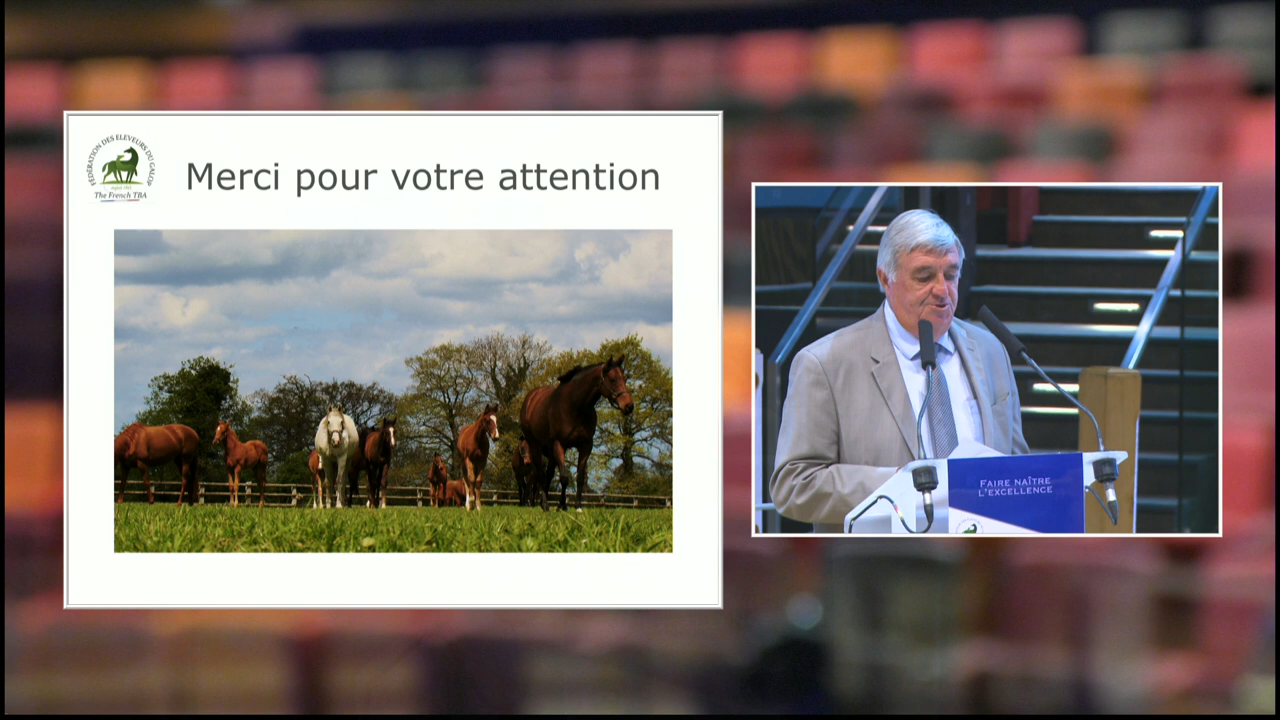 FÉDÉRATION DES ÉLEVEURS DU GALOP
The French TBA
Merci pour votre attention
FAIRE NAÎTRE
L'EXCELLENCE